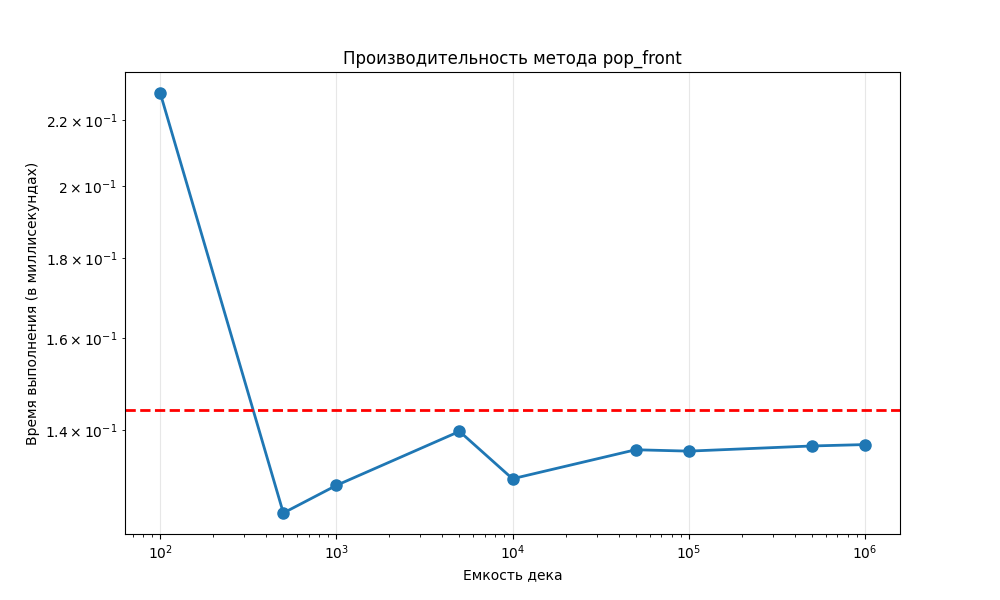 Производительность метода pop_front
Время выполнения (в миллисекундах)
2.2 × 10⁻¹
2 × 10⁻¹
1.8 × 10⁻¹
1.6 × 10⁻¹
1.4 × 10⁻¹
10² 10³ 10⁴ 10⁵ 10⁶
Емкость дека